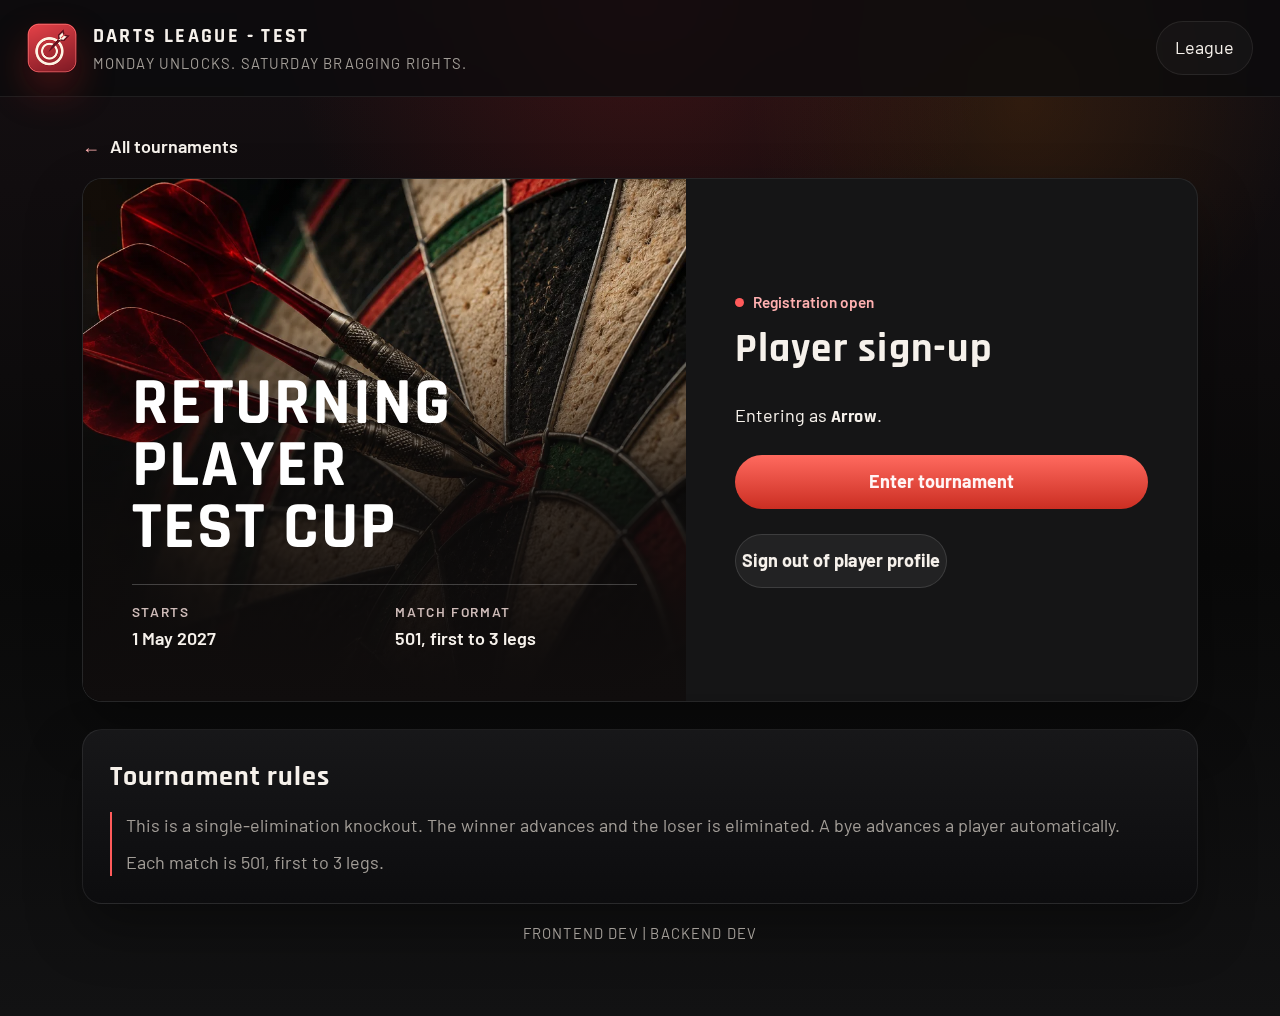 DARTS LEAGUE - TEST
MONDAY UNLOCKS. SATURDAY BRAGGING RIGHTS.
League
← All tournaments
RETURNING
PLAYER
TEST CUP
STARTS
1 May 2027
MATCH FORMAT
501, first to 3 legs
Registration open
Player sign-up
Entering as Arrow.
Enter tournament
Sign out of player profile
Tournament rules
This is a single-elimination knockout. The winner advances and the loser is eliminated. A bye advances a player automatically.
Each match is 501, first to 3 legs.
FRONTEND DEV | BACKEND DEV